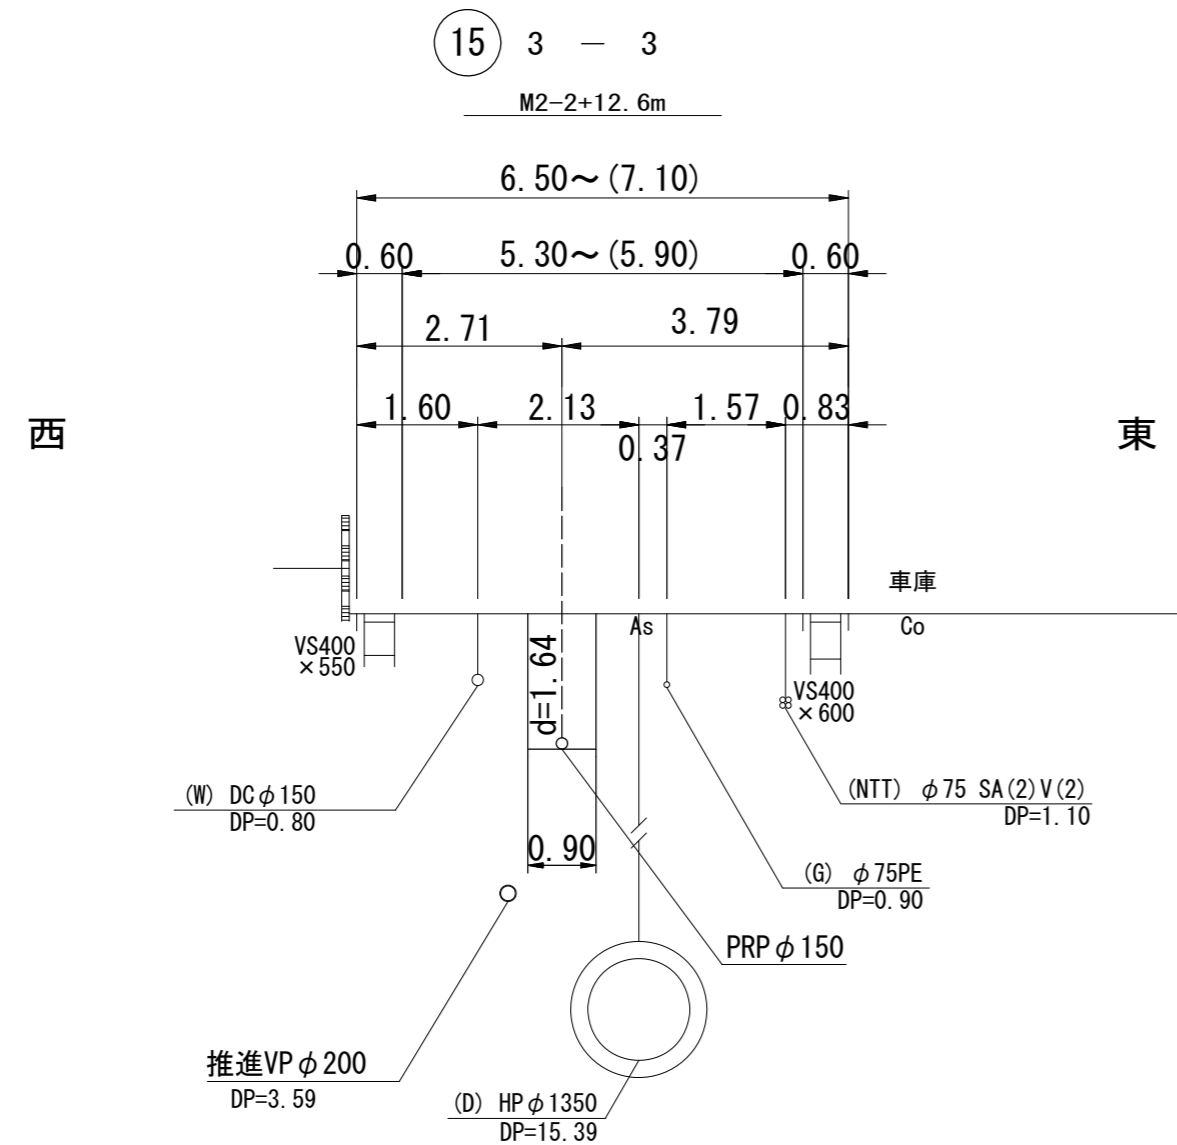 15 3 − 3
M2-2+12.6m
6.50～(7.10)
0.60 5.30～(5.90) 0.60
2.71 3.79
1.60 2.13 1.57 0.83
0.37
西 東
車庫
As Co
VS400
×550
d=1.64
VS400
×600
(W) DCφ150
DP=0.80
(NTT) φ75 SA(2)V(2)
DP=1.10
0.90
(G) φ75PE
DP=0.90
PRPφ150
推進VPφ200
DP=3.59
(D) HPφ1350
DP=15.39